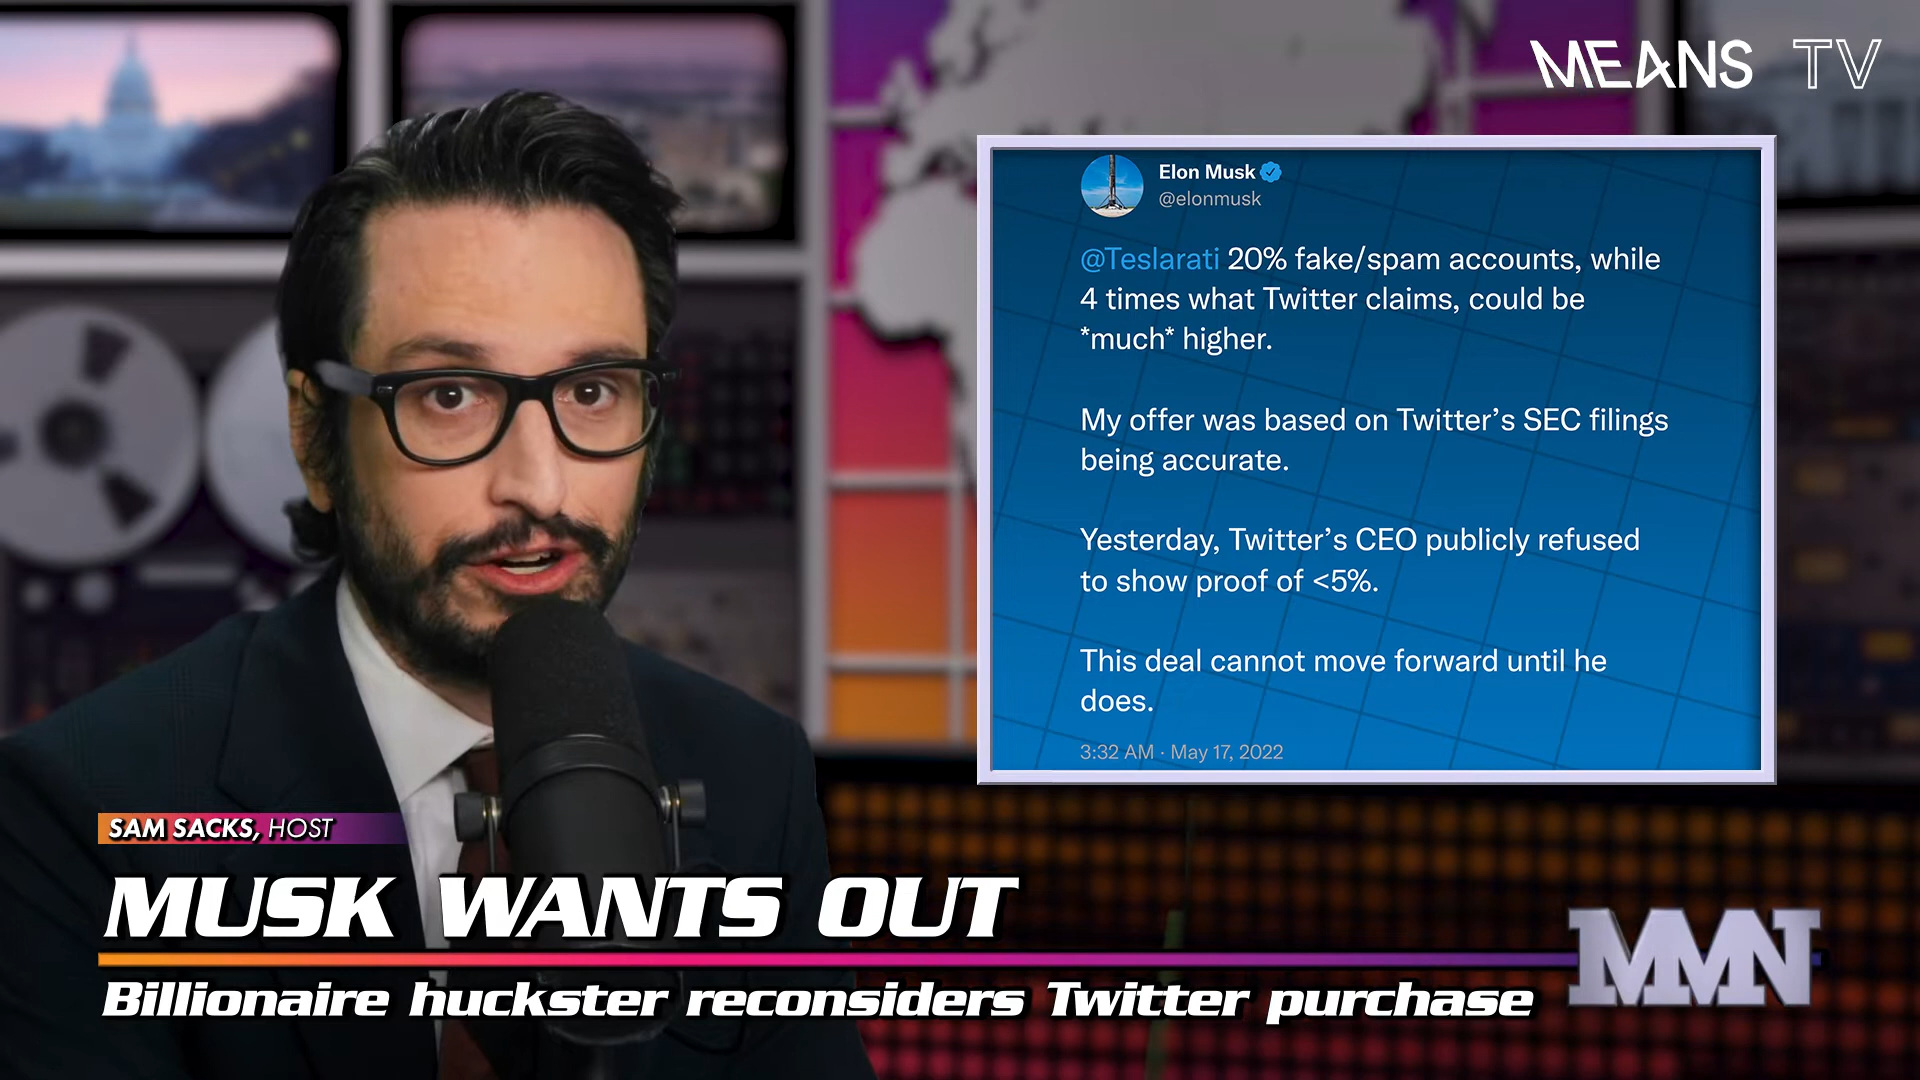 MEANS TV
Elon Musk
@elonmusk
@Teslarati 20% fake/spam accounts, while
4 times what Twitter claims, could be
*much* higher.
My offer was based on Twitter’s SEC filings
being accurate.
Yesterday, Twitter’s CEO publicly refused
to show proof of <5%.
This deal cannot move forward until he
does.
3:32 AM · May 17, 2022
SAM SACKS, HOST
MUSK WANTS OUT
Billionaire huckster reconsiders Twitter purchase
MMN